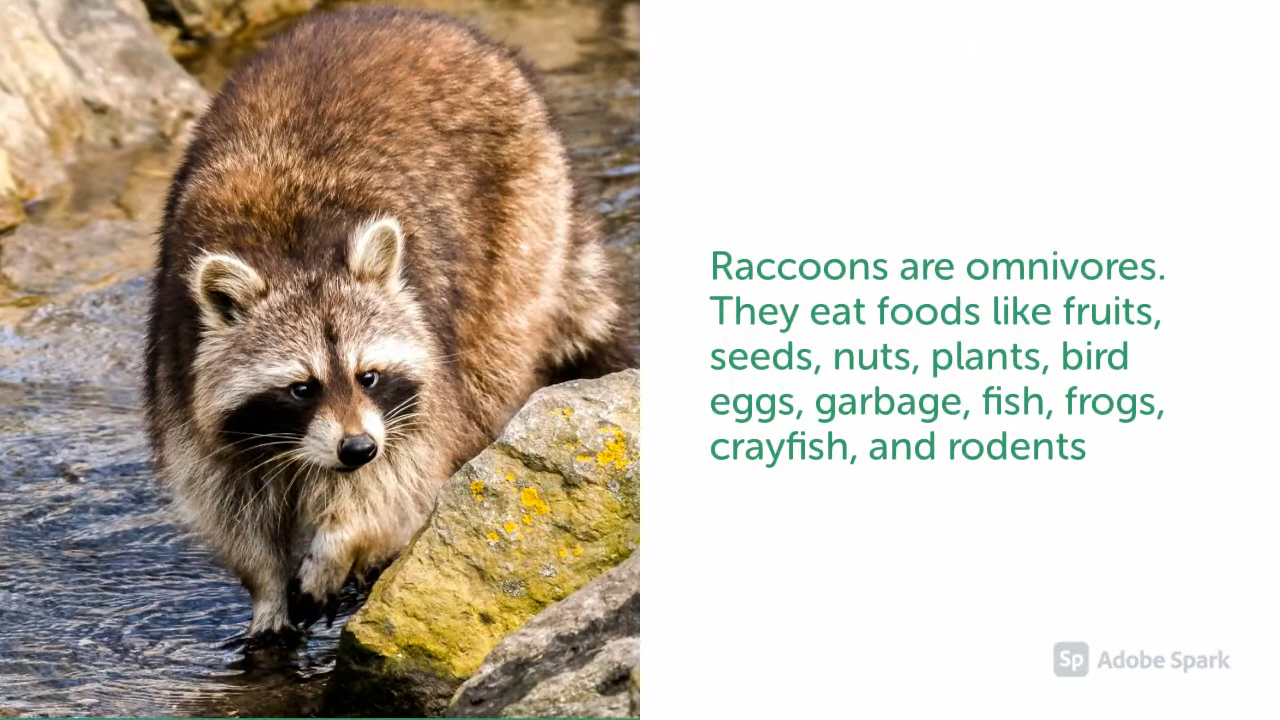 Raccoons are omnivores.
They eat foods like fruits,
seeds, nuts, plants, bird
eggs, garbage, fish, frogs,
crayfish, and rodents
Sp Adobe Spark